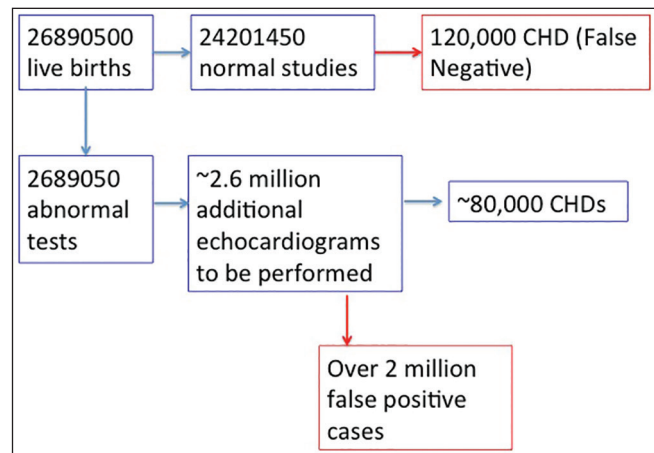 26890500
live births
24201450
normal studies
120,000 CHD (False
Negative)
2689050
abnormal
tests
~2.6 million
additional
echocardiograms
to be performed
~80,000 CHDs
Over 2 million
false positive
cases